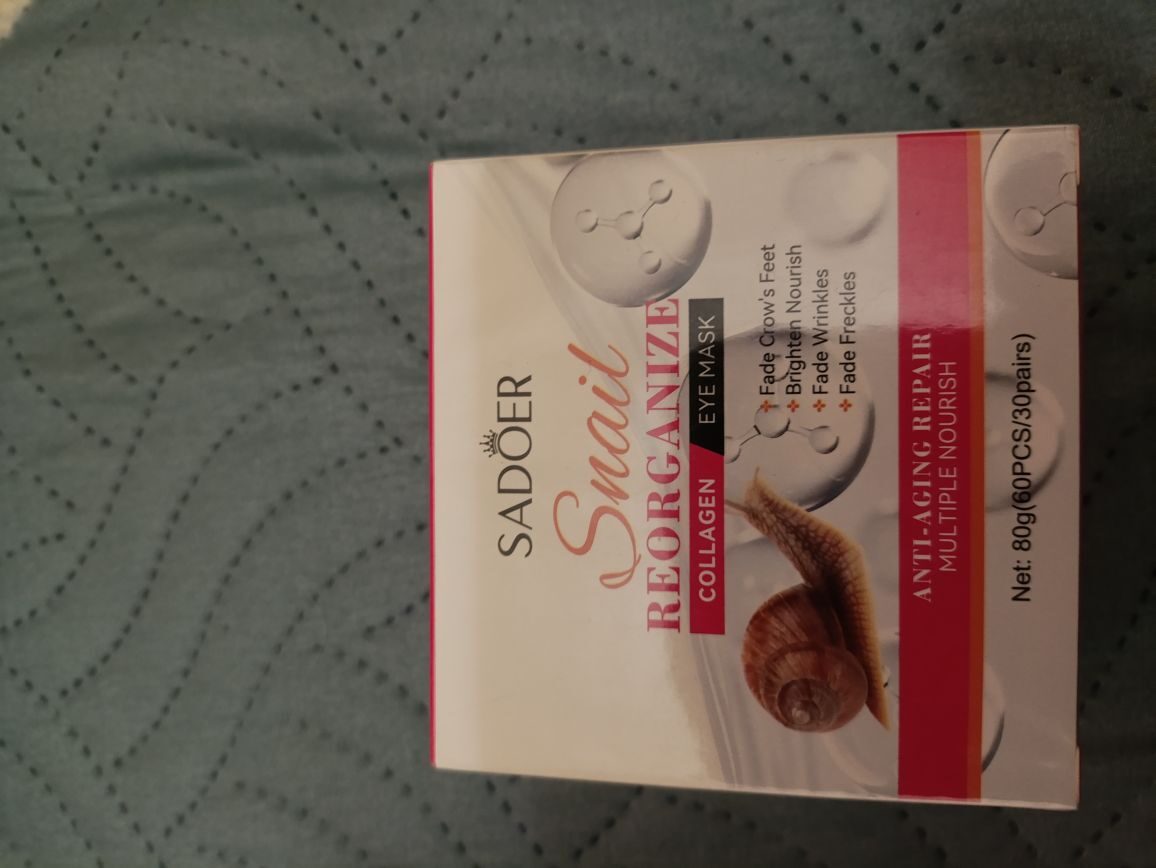 SADOER
Snail
REORGANIZE
COLLAGEN EYE MASK
Fade Crow's Feet
Brighten Nourish
Fade Wrinkles
Fade Freckles
ANTI-AGING REPAIR
MULTIPLE NOURISH
Net: 80g(60PCS/30pairs)